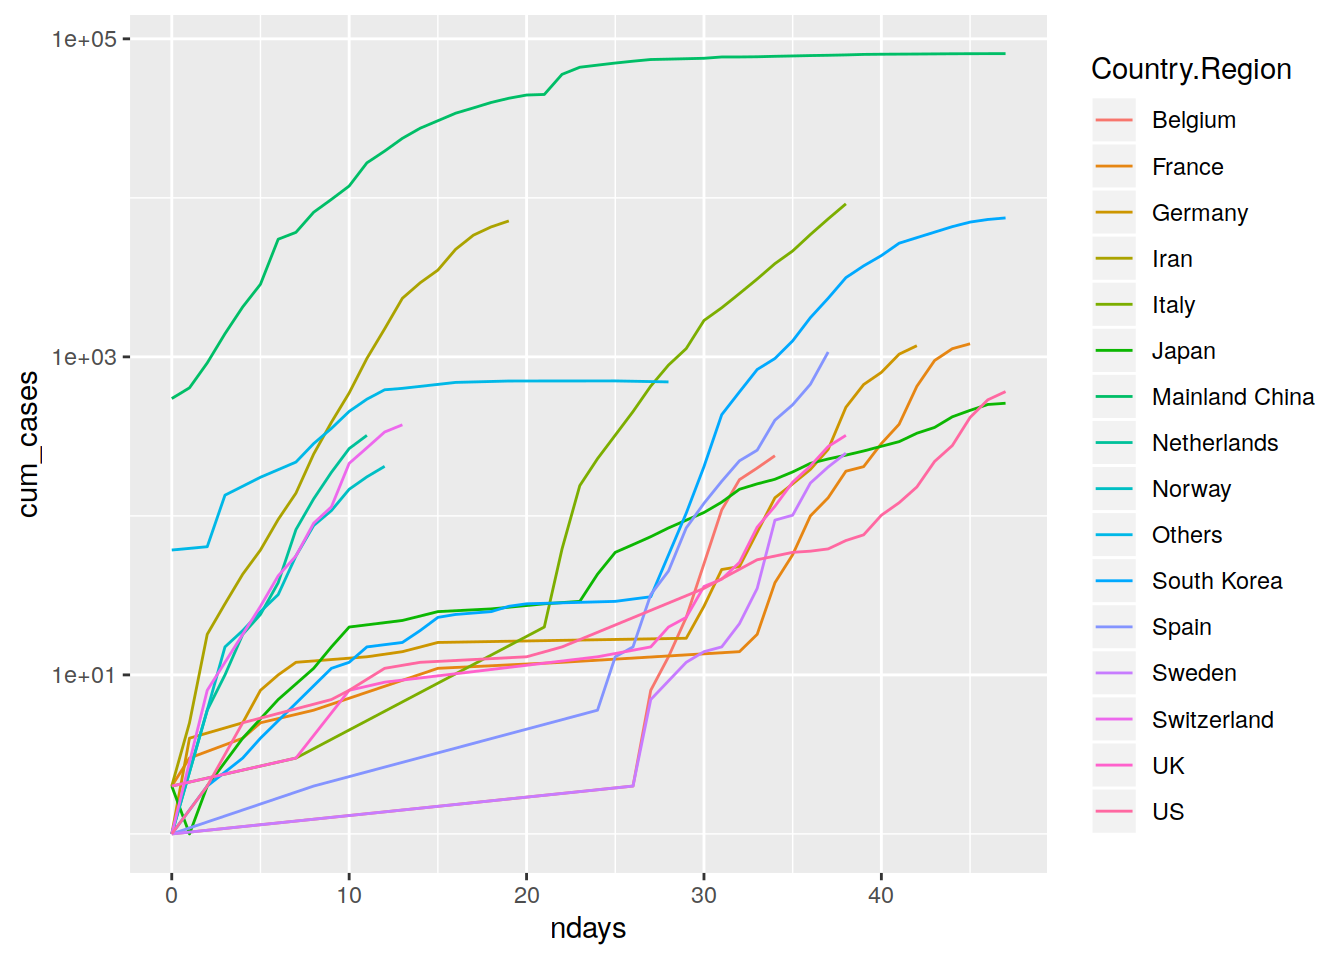 1e+05
1e+03
1e+01
cum_cases
0
10
20
30
40
ndays
Country.Region
Belgium
France
Germany
Iran
Italy
Japan
Mainland China
Netherlands
Norway
Others
South Korea
Spain
Sweden
Switzerland
UK
US